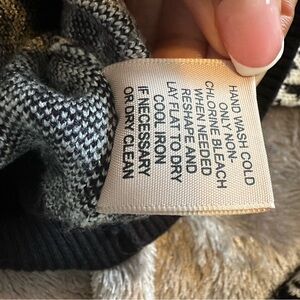 HAND WASH COLD
ONLY NON-
CHLORINE BLEACH
WHEN NEEDED
RESHAPE AND
LAY FLAT TO DRY
COOL IRON
IF NECESSARY
OR DRY CLEAN